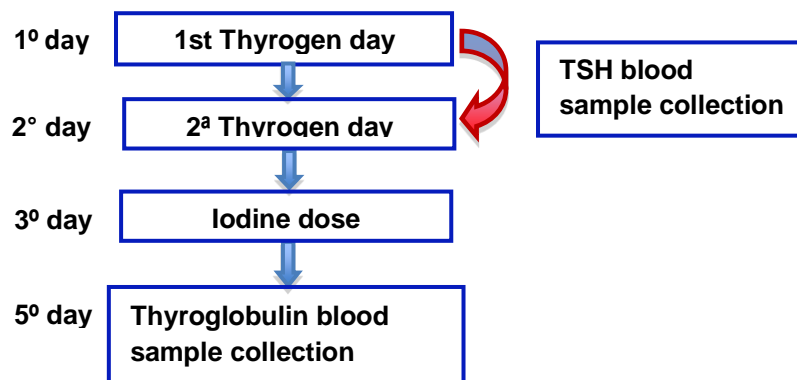 1º day
1st Thyrogen day
TSH blood
sample collection
2° day
2ª Thyrogen day
3º day
Iodine dose
5º day
Thyroglobulin blood
sample collection